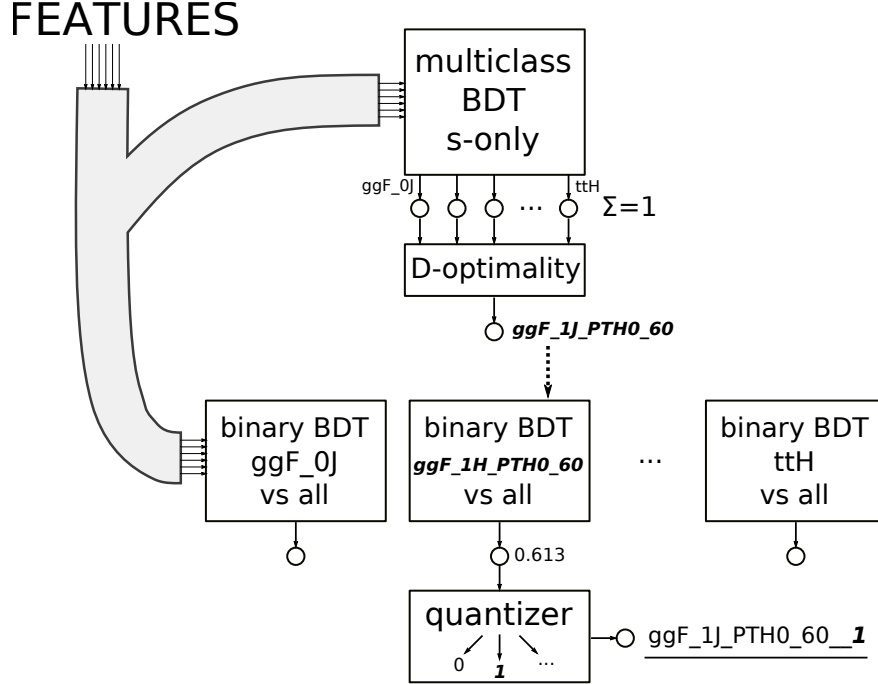 FEATURES
multiclass
BDT
s-only
ggF_0J
ttH
Σ=1
...
D-optimality
ggF_1J_PTH0_60
binary BDT
ggF_0J
vs all
binary BDT
ggF_1H_PTH0_60
vs all
...
binary BDT
ttH
vs all
0.613
quantizer
0
1
...
ggF_1J_PTH0_60__1